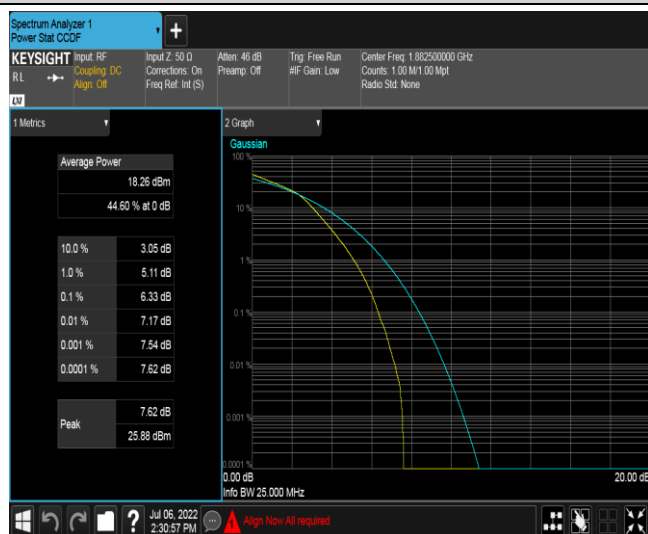 Spectrum Analyzer 1
Power Stat CCDF
+
KEYSIGHT
RL
LXI
Input: RF
Coupling: DC
Align: Off
Input Z: 50 Ω
Corrections: On
Freq Ref: Int (S)
Atten: 46 dB
Preamp: Off
Trig: Free Run
#IF Gain: Low
Center Freq: 1.882500000 GHz
Counts: 1.00 M/1.00 Mpt
Radio Std: None
1 Metrics
Average Power
18.26 dBm
44.60 % at 0 dB
10.0 % 3.05 dB
1.0 % 5.11 dB
0.1 % 6.33 dB
0.01 % 7.17 dB
0.001 % 7.54 dB
0.0001 % 7.62 dB
Peak
7.62 dB
25.88 dBm
2 Graph
Gaussian
100 %
10 %
1 %
0.1 %
0.01 %
0.001 %
0.0001 %
0.00 dB 20.00 dB
Info BW 25.000 MHz
?
Jul 06, 2022
2:30:57 PM
Align Now All required